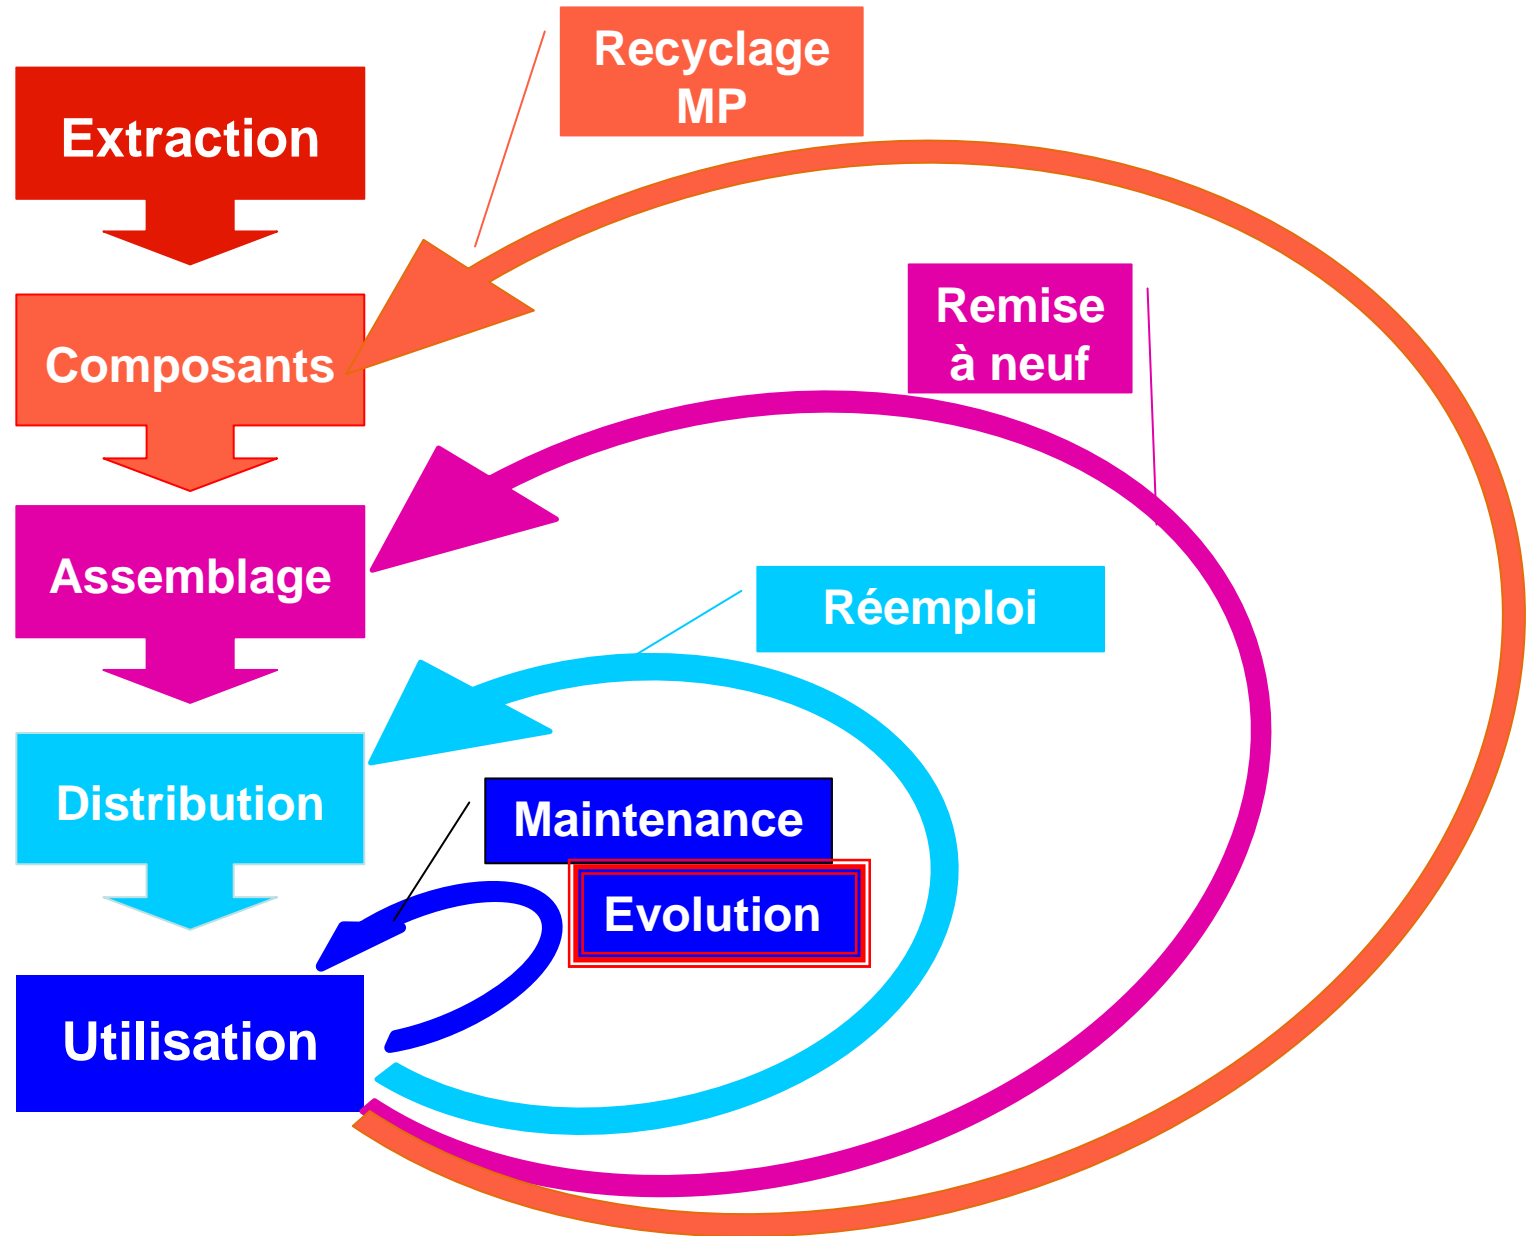 Recyclage
MP
Extraction
Remise
à neuf
Composants
Assemblage
Réemploi
Distribution
Maintenance
Evolution
Utilisation